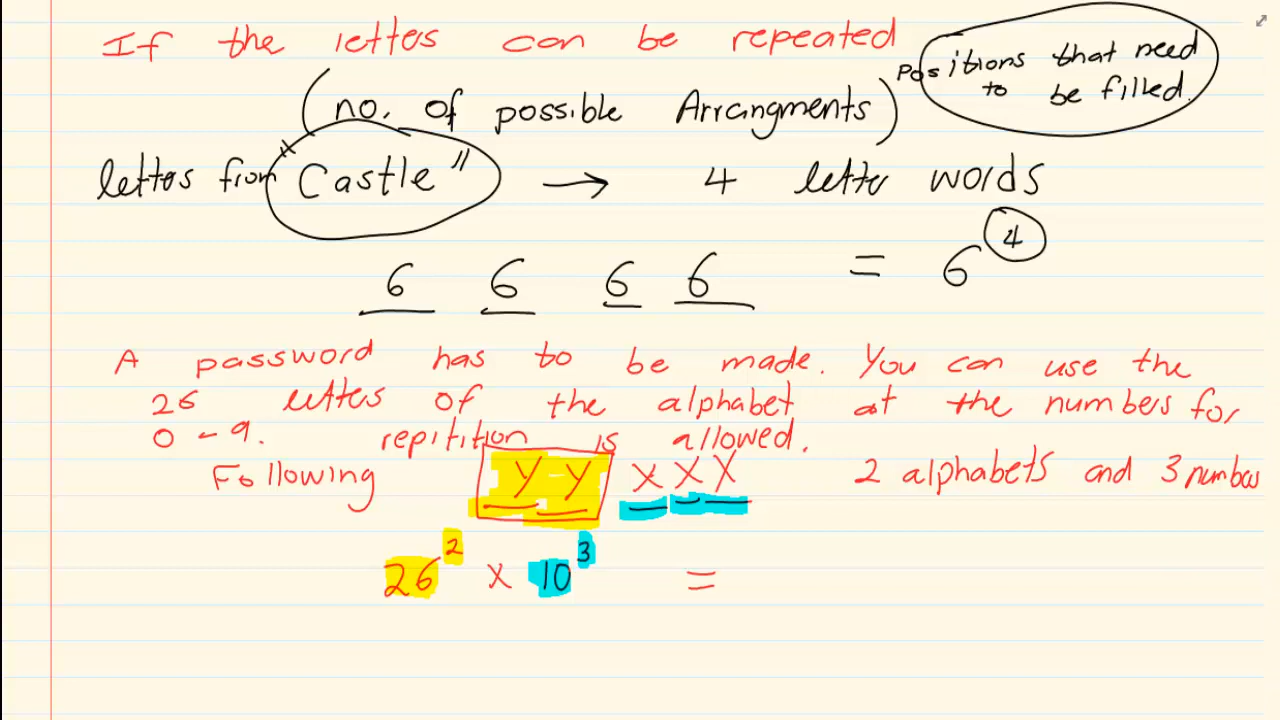 If the letters can be repeated
Positions that need
to be filled.
(no. of possible Arrangments)
letters from "Castle" → 4 letter words
6 6 6 6 = 6^4
A password has to be made. You can use the
26 letters of the alphabet at the numbers for
0 - 9. repitition is allowed.
Following y y x x x 2 alphabets and 3 numbers
26^2 × 10^3 =